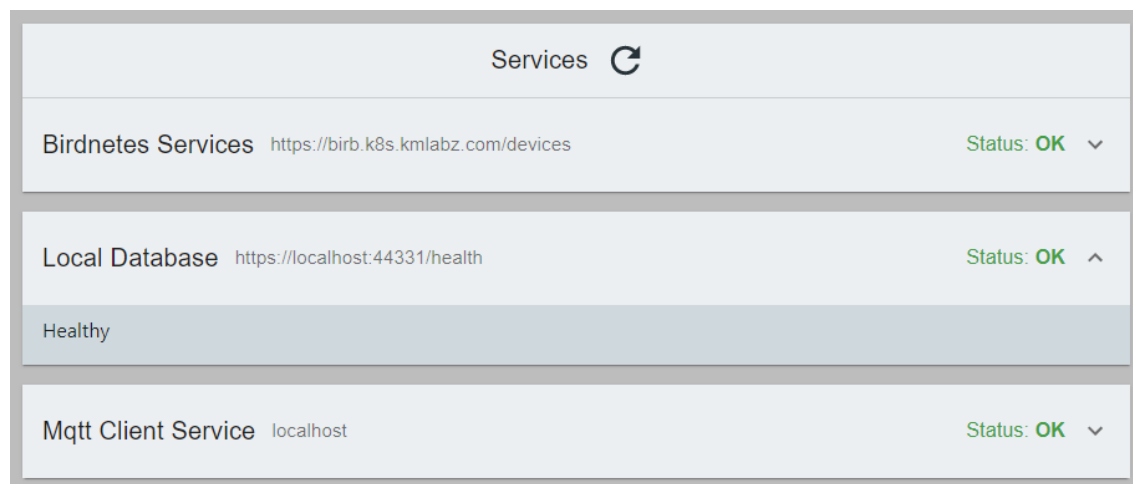 Services
Birdnetes Services https://birb.k8s.kmlabz.com/devices Status: OK
Local Database https://localhost:44331/health Status: OK
Healthy
Mqtt Client Service localhost Status: OK